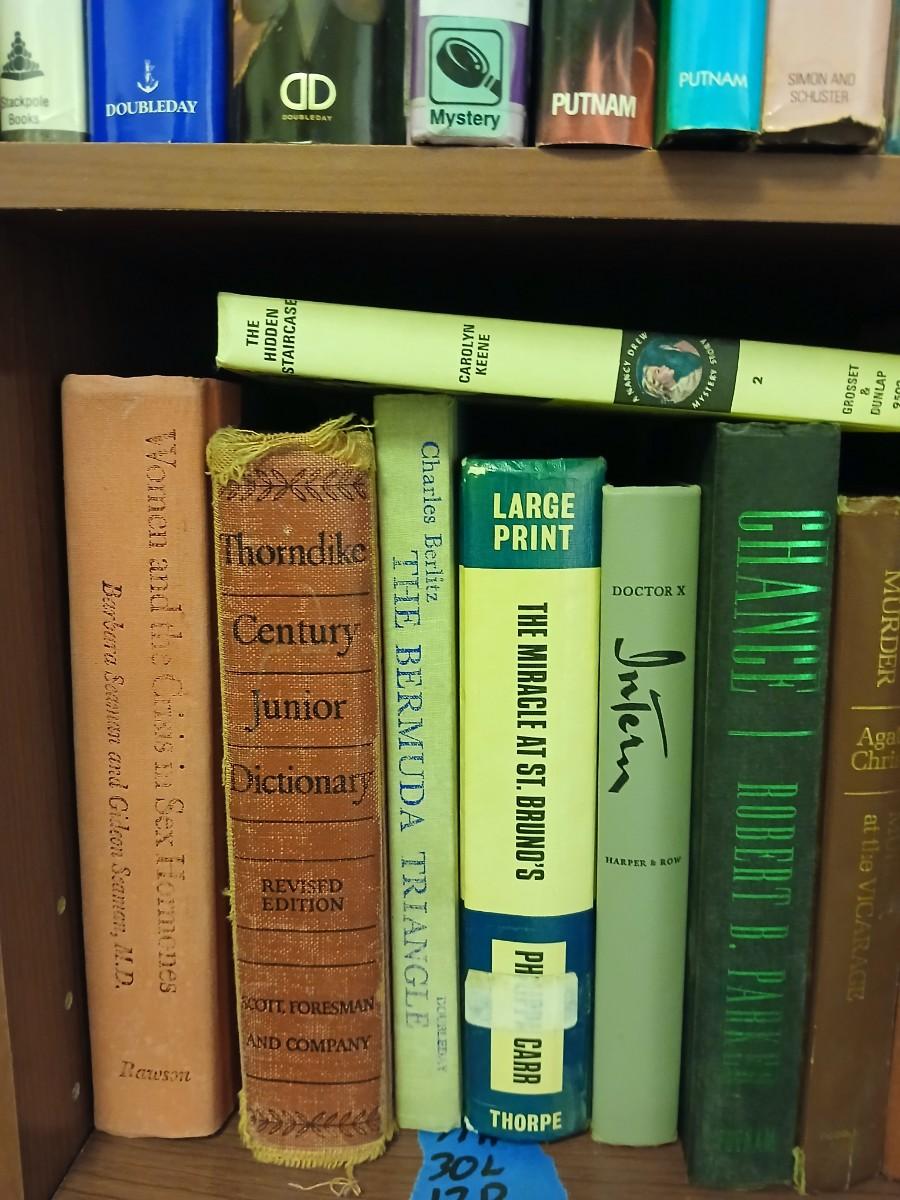 Stackpole
Books
DOUBLEDAY
DD
DOUBLEDAY
Mystery
PUTNAM
PUTNAM
SIMON AND
SCHUSTER
THE
HIDDEN
STAIRCASE
CAROLYN
KEENE
A NANCY DREW
MYSTERY STORY
2
GROSSET
&
DUNLAP
Women and the Crisis in Sex Hormones
Barbara Seaman and Gideon Seaman, M.D.
Rawson
Thorndike
Century
Junior
Dictionary
REVISED
EDITION
SCOTT, FORESMAN
AND COMPANY
Charles Berlitz
THE BERMUDA TRIANGLE
DOUBLEDAY
LARGE
PRINT
THE MIRACLE AT ST. BRUNO'S
CARR
THORPE
DOCTOR X
Intern
HARPER & ROW
CHANCE | ROBERT B. PARKER
MURDER
at the VICARAGE
30L